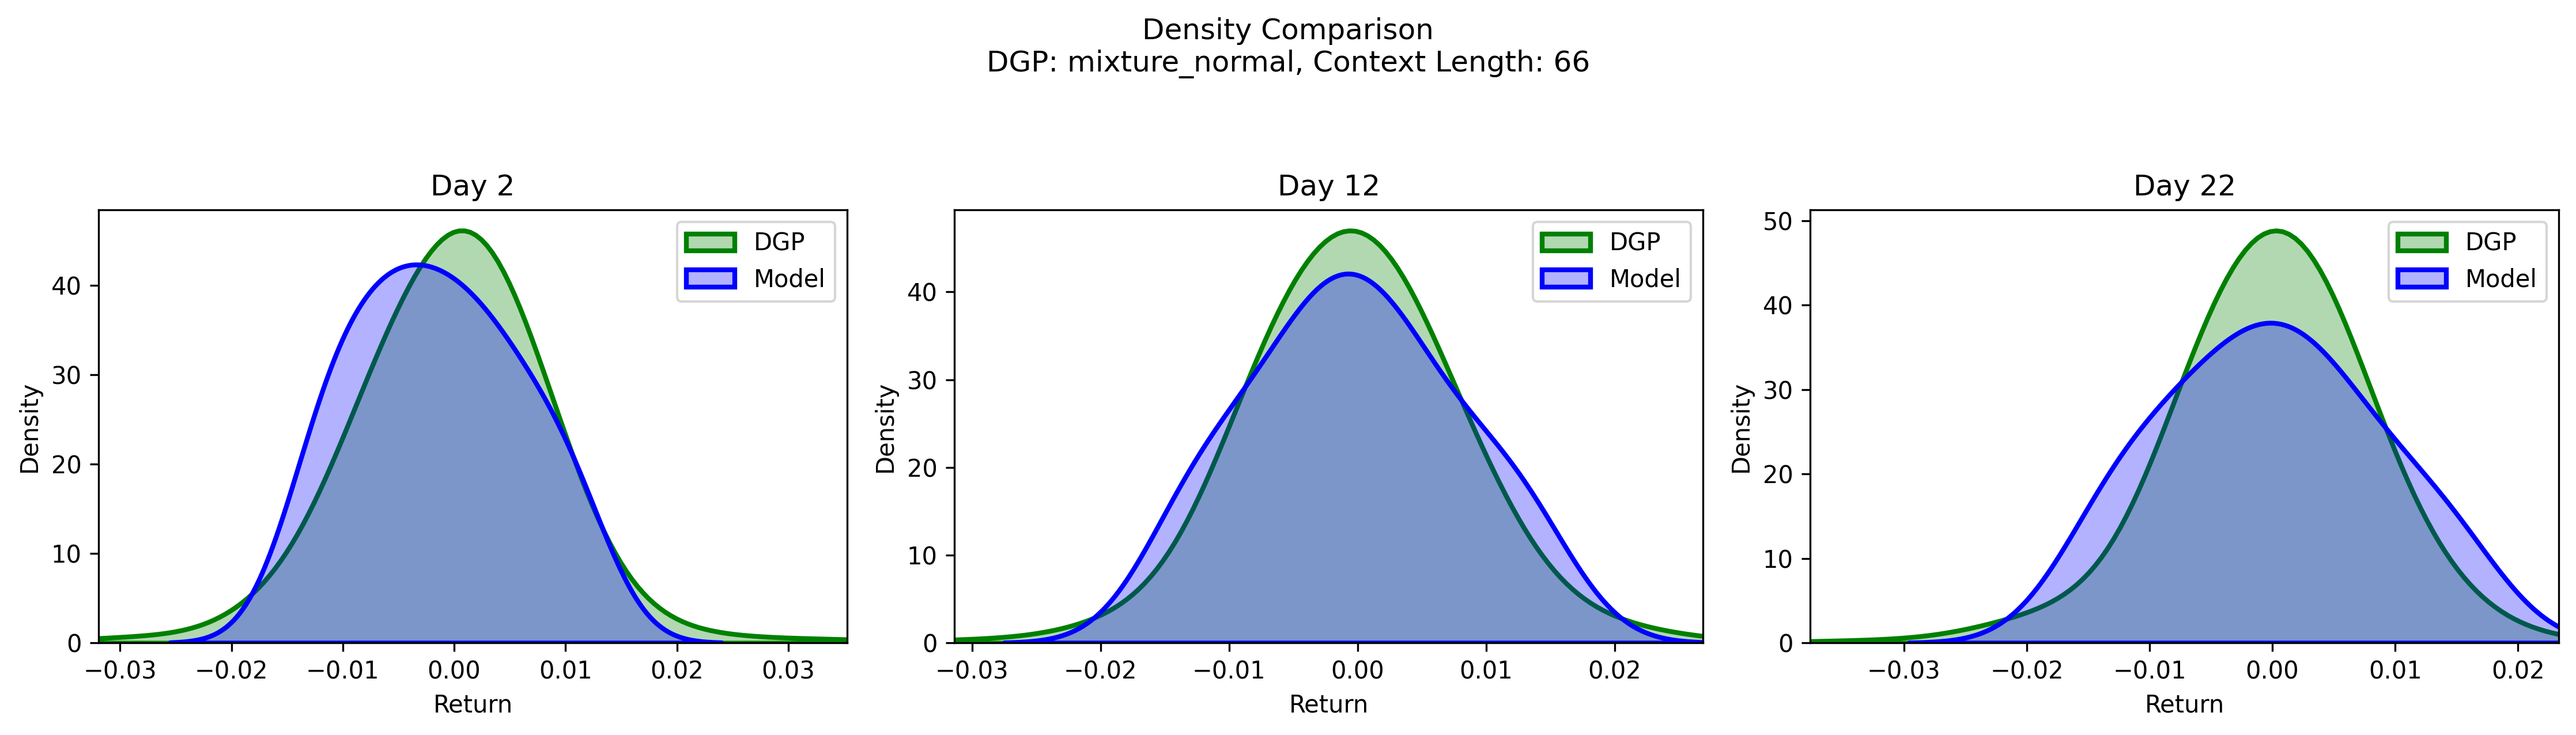 Density Comparison
DGP: mixture_normal, Context Length: 66
Day 2
DGP
Model
Density
40
30
20
10
0
−0.03
−0.02
−0.01
0.00
0.01
0.02
0.03
Return
Day 12
DGP
Model
Density
40
30
20
10
0
−0.03
−0.02
−0.01
0.00
0.01
0.02
Return
Day 22
DGP
Model
Density
50
40
30
20
10
0
−0.03
−0.02
−0.01
0.00
0.01
0.02
Return